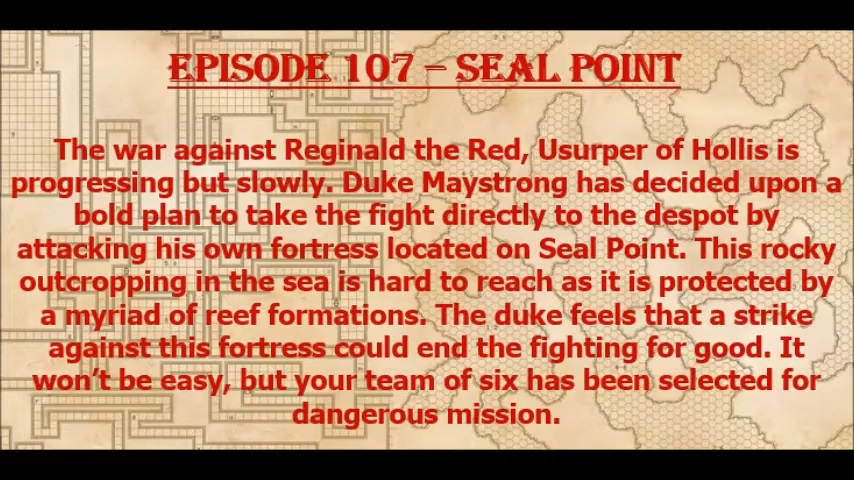 EPISODE 107 – SEAL POINT
The war against Reginald the Red, Usurper of Hollis is
progressing but slowly. Duke Maystrong has decided upon a
bold plan to take the fight directly to the despot by
attacking his own fortress located on Seal Point. This rocky
outcropping in the sea is hard to reach as it is protected by
a myriad of reef formations. The duke feels that a strike
against this fortress could end the fighting for good. It
won’t be easy, but your team of six has been selected for
dangerous mission.